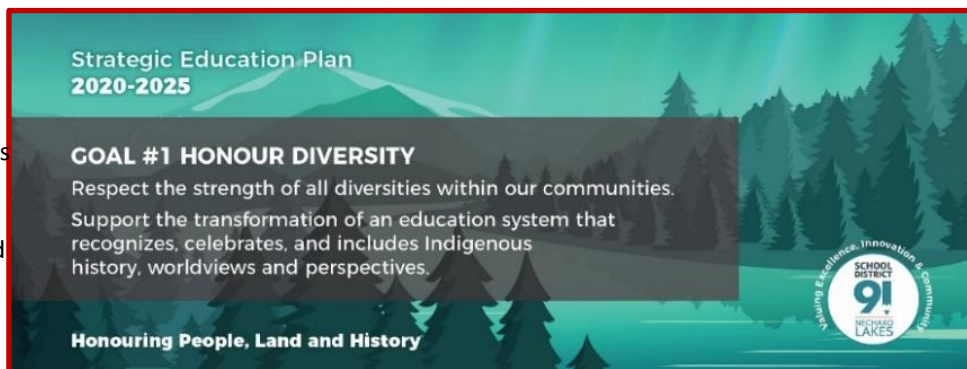 Strategic Education Plan
2020-2025
s
GOAL #1 HONOUR DIVERSITY
Respect the strength of all diversities within our communities.
Support the transformation of an education system that
d
recognizes, celebrates, and includes Indigenous
history, worldviews and perspectives.
Valuing Excellence, Innovation & Community
SCHOOL
DISTRICT
91
NECHAKO
LAKES
Honouring People, Land and History